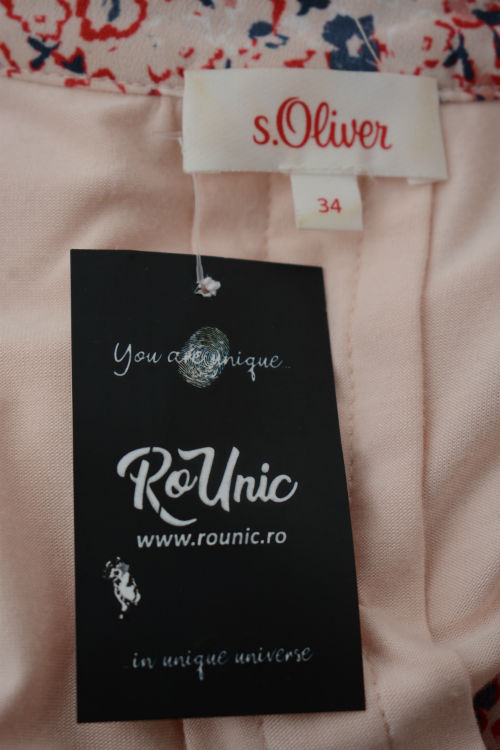 s.Oliver
34
You are unique...
RoUnic
www.rounic.ro
...in unique universe